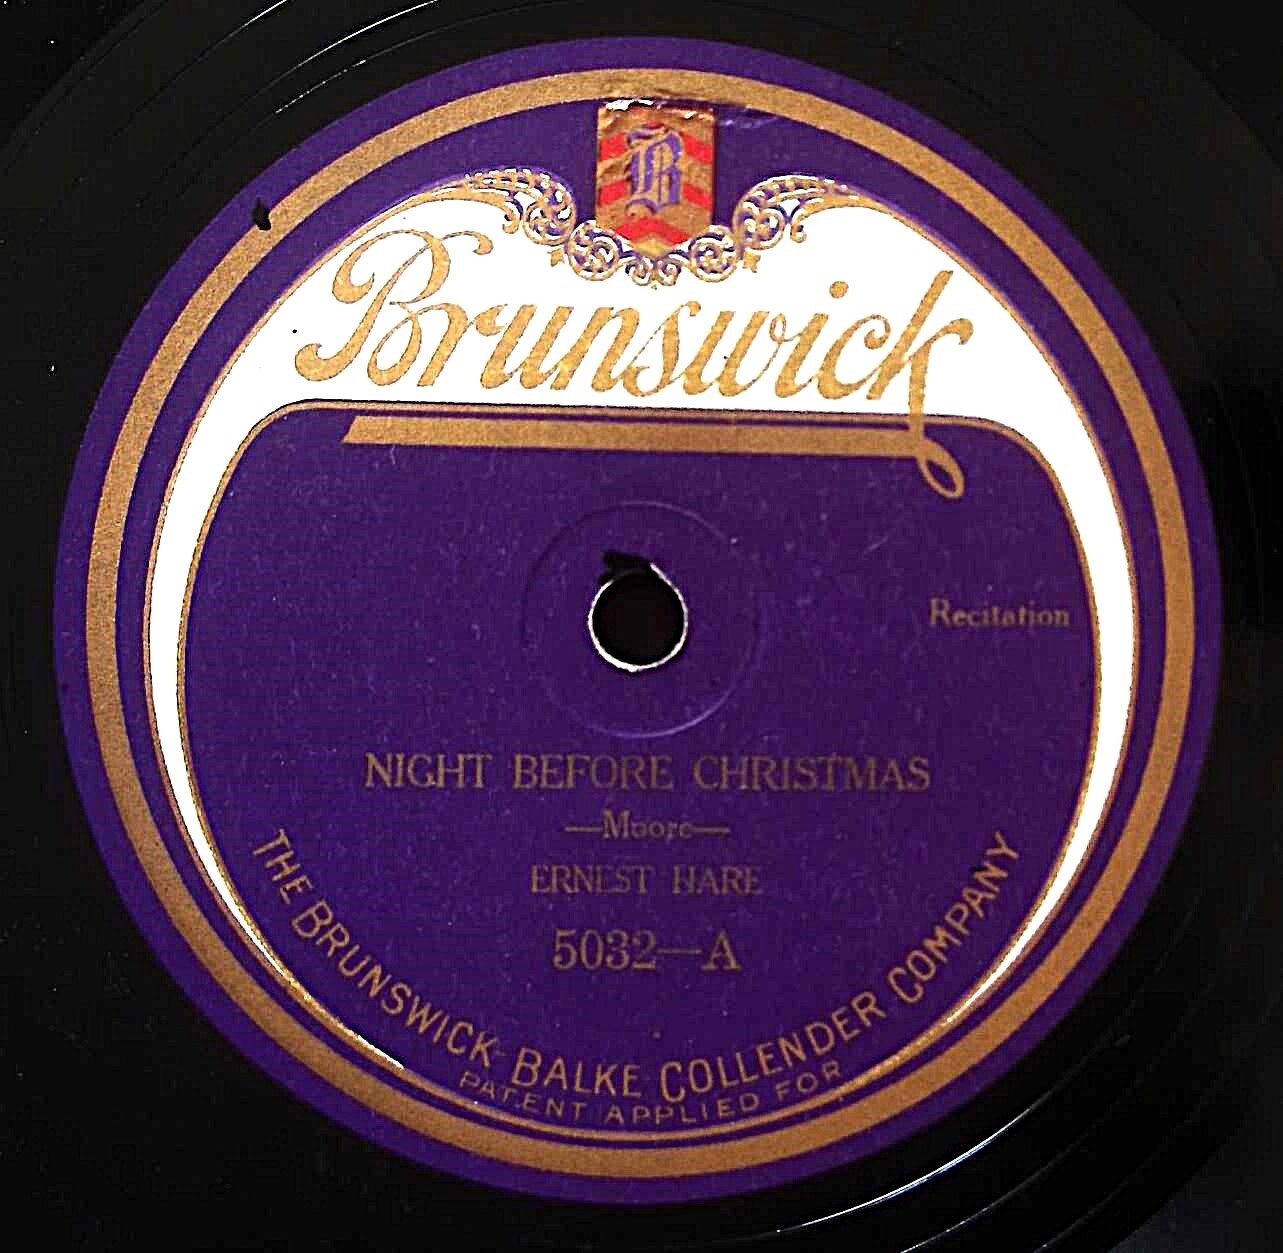 B
Brunswick
Recitation
NIGHT BEFORE CHRISTMAS
—Moore—
ERNEST HARE
5032—A
THE BRUNSWICK-BALKE COLLENDER COMPANY
PATENT APPLIED FOR